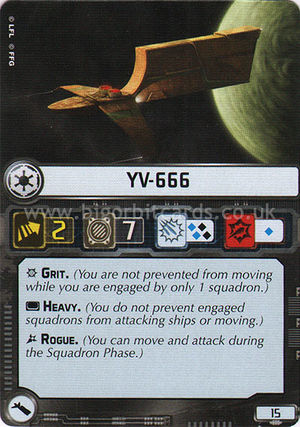 © LFL © FFG
YV-666
www.bigorbitcards.co.uk
2 7
GRIT. (You are not prevented from moving
while you are engaged by only 1 squadron.)
HEAVY. (You do not prevent engaged
squadrons from attacking ships or moving.)
ROGUE. (You can move and attack during
the Squadron Phase.)
15